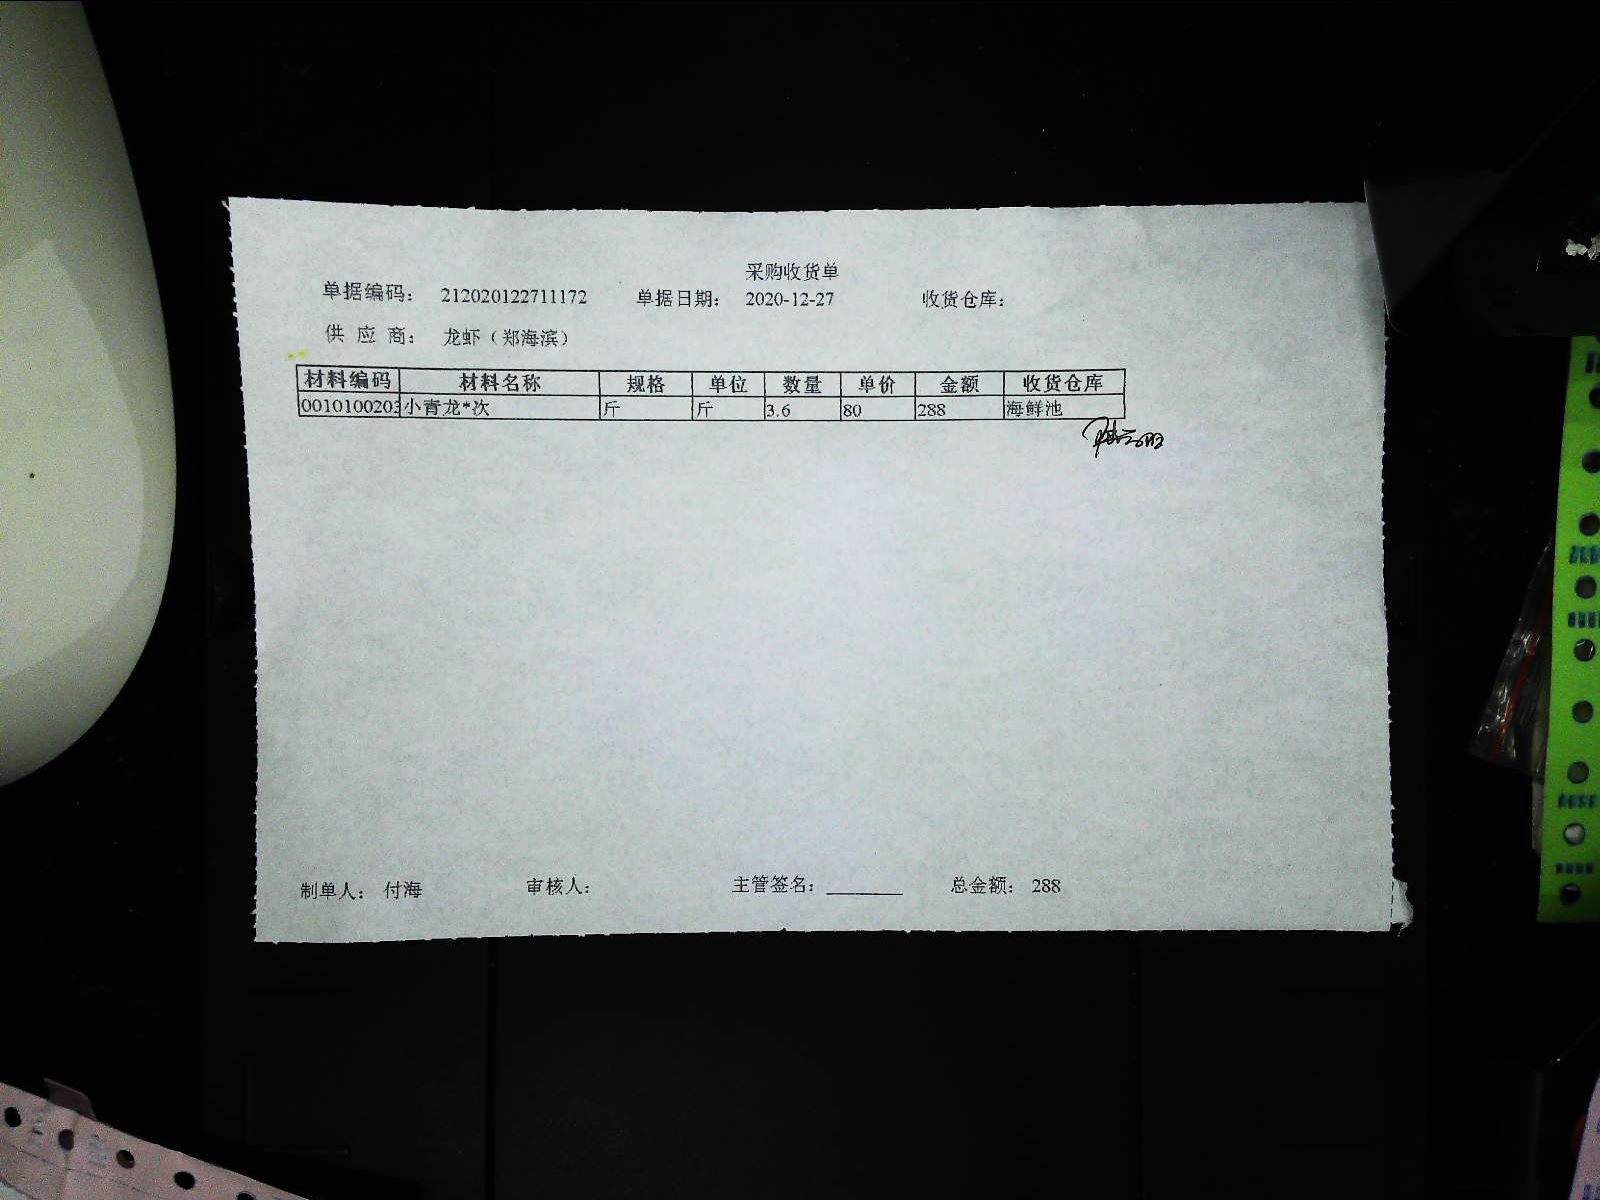 采购收货单
单据编码： 212020122711172 单据日期： 2020-12-27 收货仓库：
供 应 商： 龙虾（郑海滨）
材料编码 材料名称 规格 单位 数量 单价 金额 收货仓库
0010100203 小青龙*次 斤 斤 3.6 80 288 海鲜池
制单人： 付海 审核人： 主管签名： 总金额： 288